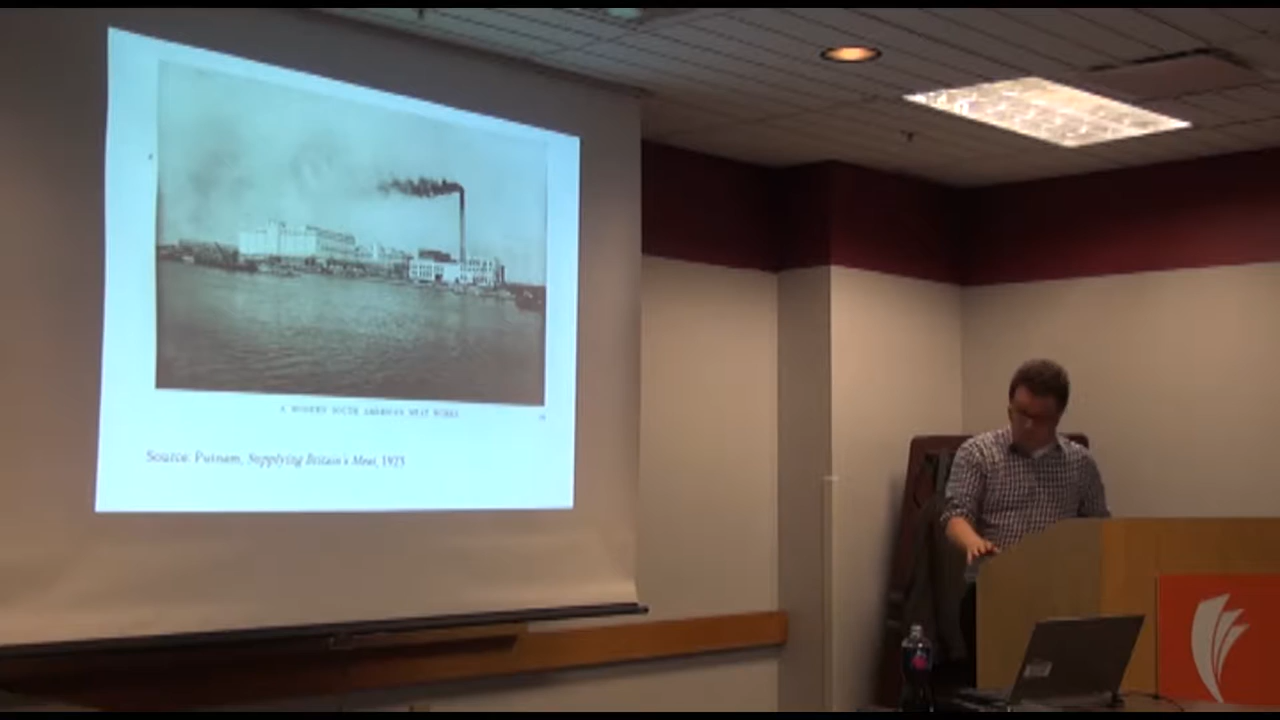 A MODERN SOUTH AMERICAN MEAT WORKS
Source: Putnam, Supplying Britain's Meat, 1923